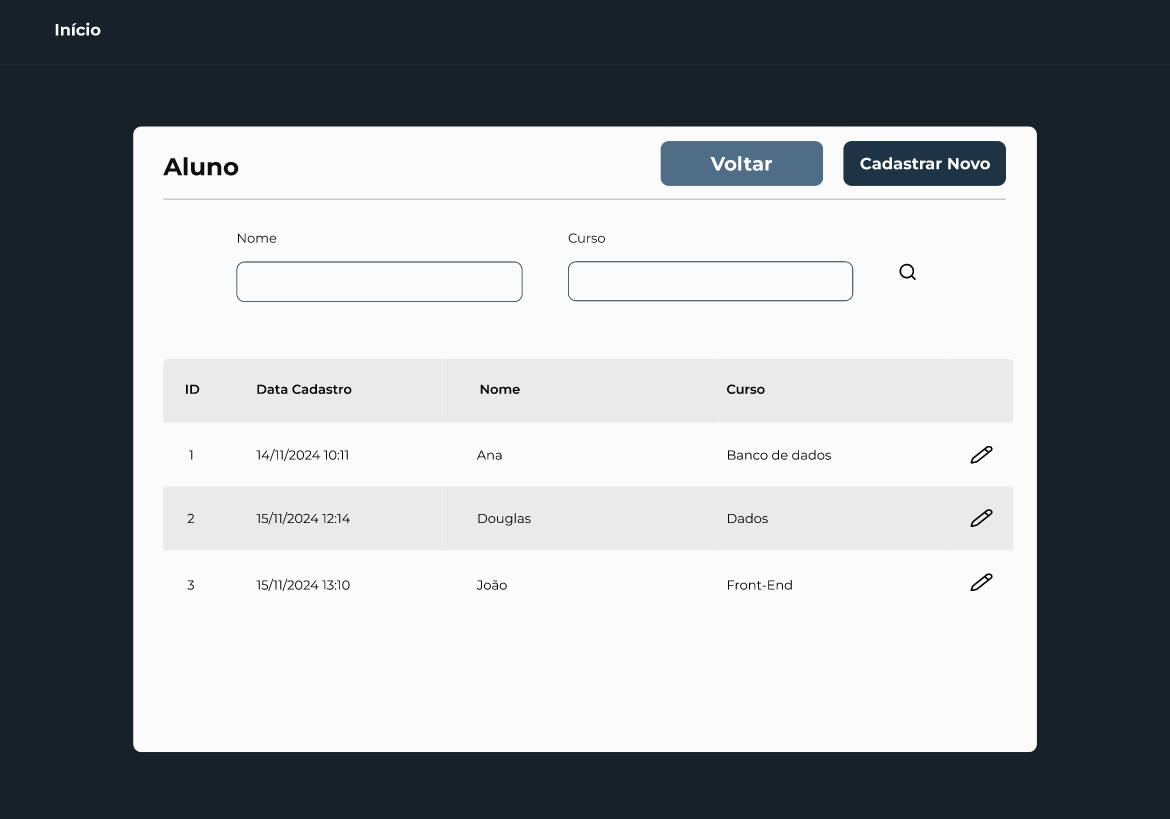 Início
Aluno Voltar Cadastrar Novo
Nome Curso
ID Data Cadastro Nome Curso
1 14/11/2024 10:11 Ana Banco de dados
2 15/11/2024 12:14 Douglas Dados
3 15/11/2024 13:10 João Front-End